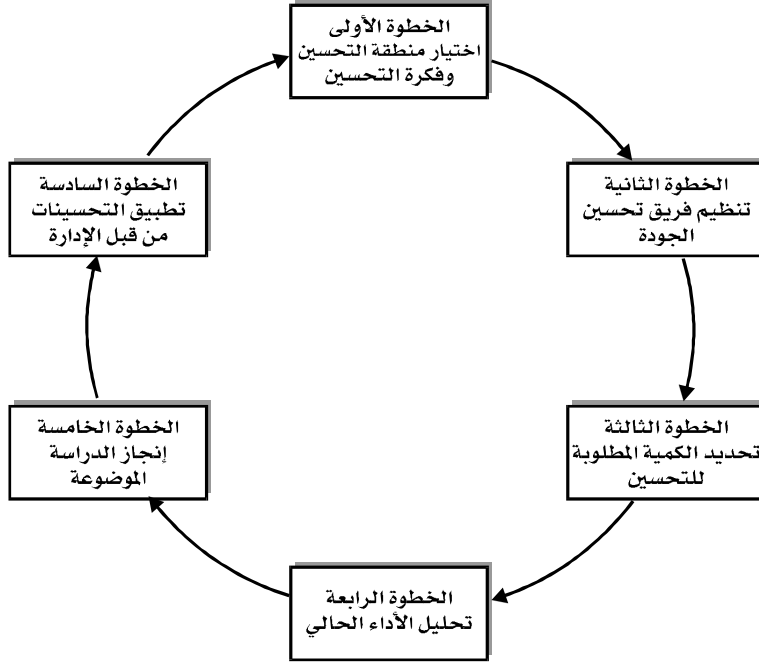 الخطوة الأولى
اختيار منطقة التحسين
وفكرة التحسين
الخطوة الثانية
تنظيم فريق تحسين
الجودة
الخطوة الثالثة
تحديد الكمية المطلوبة
للتحسين
الخطوة الرابعة
تحليل الأداء الحالي
الخطوة الخامسة
إنجاز الدراسة
الموضوعة
الخطوة السادسة
تطبيق التحسينات
من قبل الإدارة